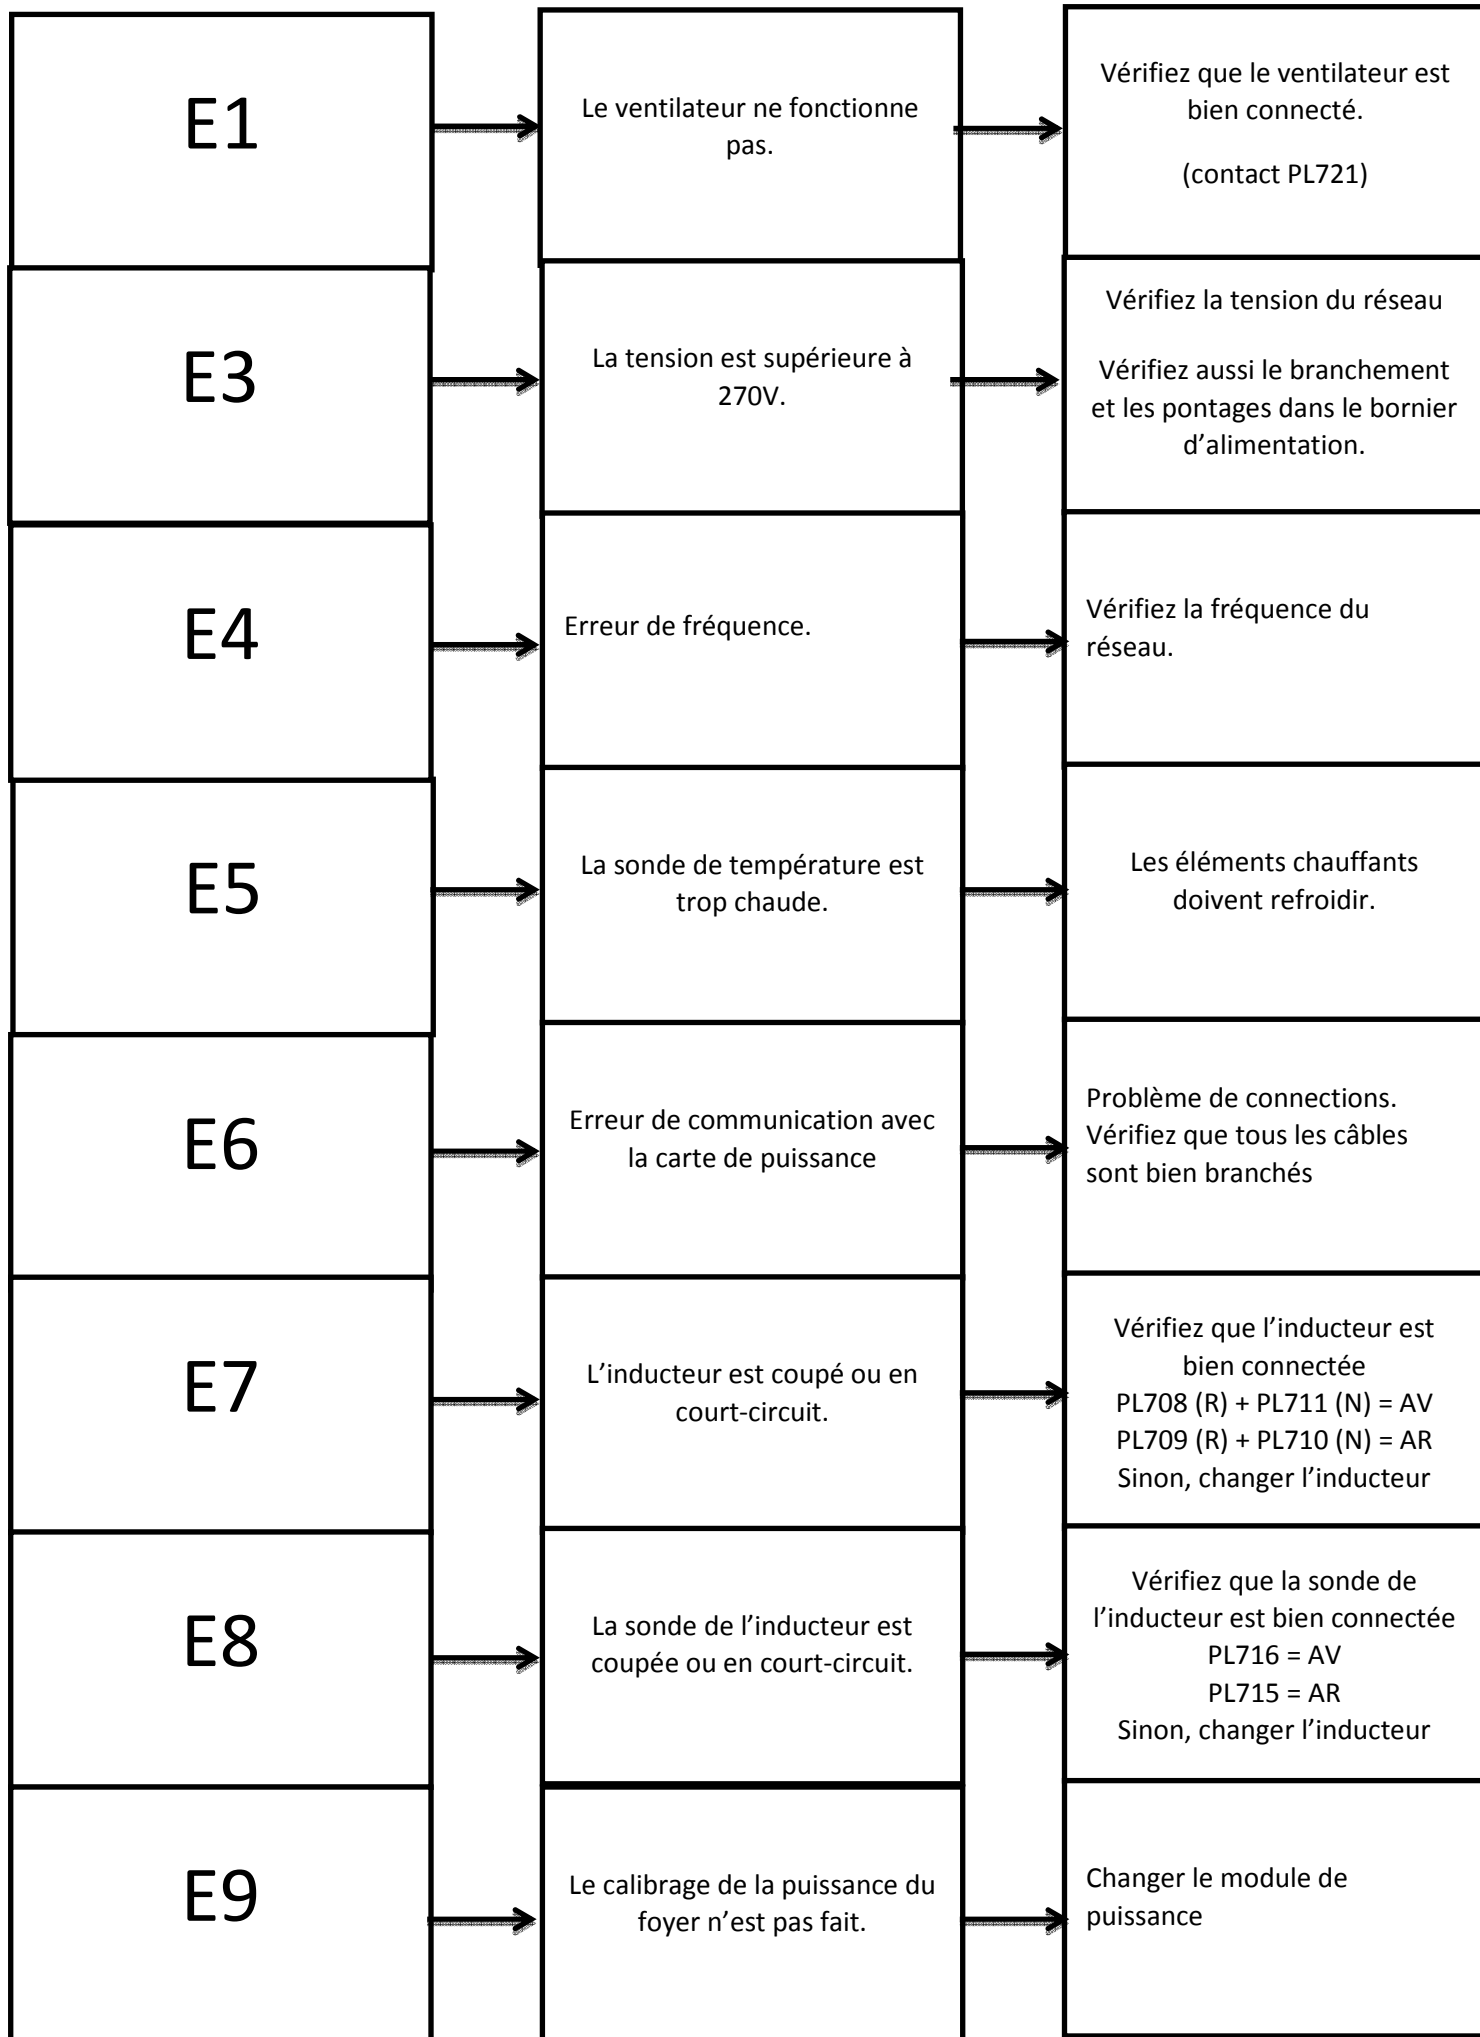 E1
Le ventilateur ne fonctionne
pas.
Vérifiez que le ventilateur est
bien connecté.
(contact PL721)
E3
La tension est supérieure à
270V.
Vérifiez la tension du réseau
Vérifiez aussi le branchement
et les pontages dans le bornier
d’alimentation.
E4
Erreur de fréquence.
Vérifiez la fréquence du
réseau.
E5
La sonde de température est
trop chaude.
Les éléments chauffants
doivent refroidir.
E6
Erreur de communication avec
la carte de puissance
Problème de connections.
Vérifiez que tous les câbles
sont bien branchés
E7
L’inducteur est coupé ou en
court-circuit.
Vérifiez que l’inducteur est
bien connectée
PL708 (R) + PL711 (N) = AV
PL709 (R) + PL710 (N) = AR
Sinon, changer l’inducteur
E8
La sonde de l’inducteur est
coupée ou en court-circuit.
Vérifiez que la sonde de
l’inducteur est bien connectée
PL716 = AV
PL715 = AR
Sinon, changer l’inducteur
E9
Le calibrage de la puissance du
foyer n’est pas fait.
Changer le module de
puissance